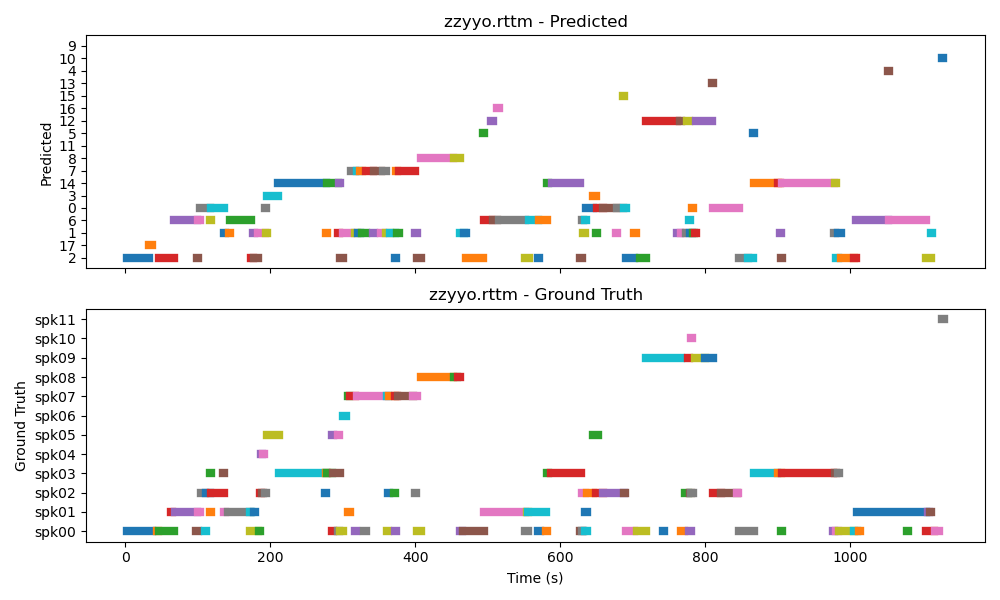 zzyyo.rttm - Predicted
9
10
4
13
15
16
12
5
11
8
7
14
3
0
6
1
17
2
Predicted
zzyyo.rttm - Ground Truth
spk11
spk10
spk09
spk08
spk07
spk06
spk05
spk04
spk03
spk02
spk01
spk00
Ground Truth
0 200 400 600 800 1000
Time (s)